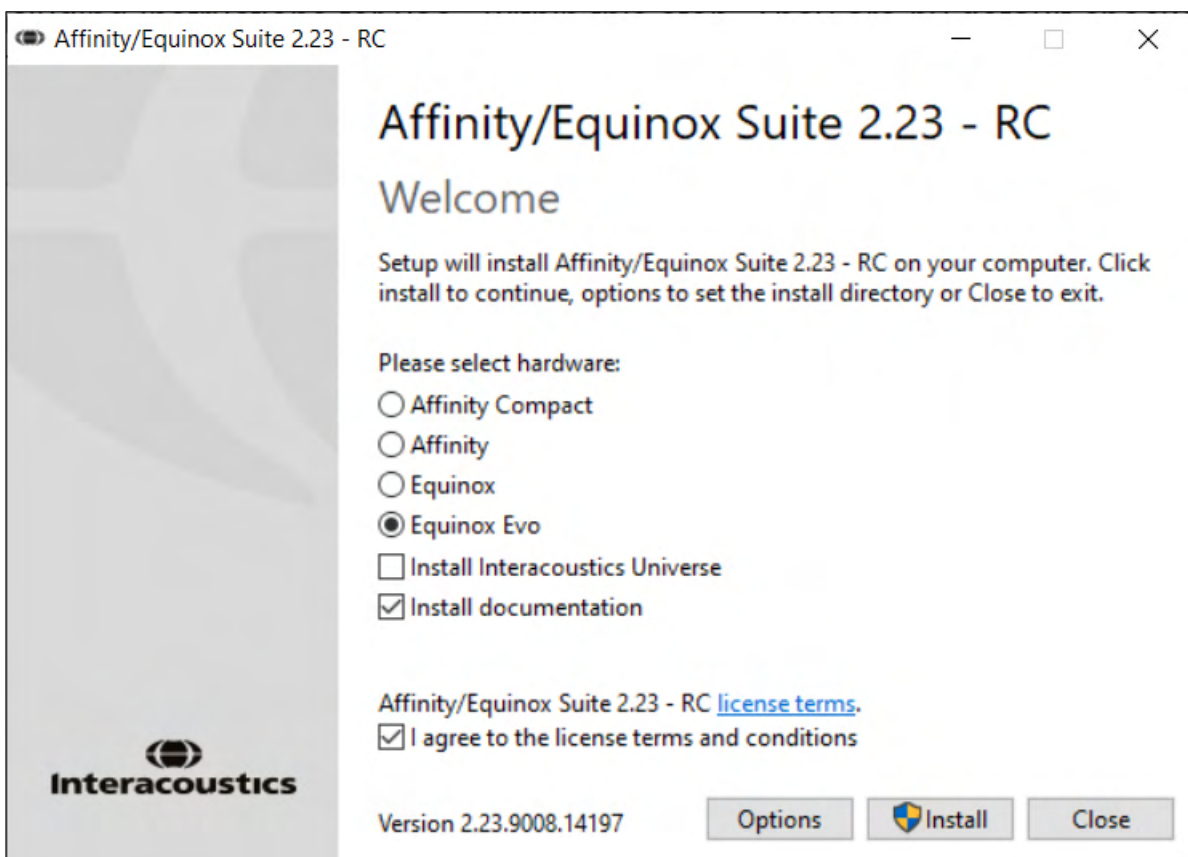 Affinity/Equinox Suite 2.23 - RC
Affinity/Equinox Suite 2.23 - RC
Welcome
Setup will install Affinity/Equinox Suite 2.23 - RC on your computer. Click
install to continue, options to set the install directory or Close to exit.
Please select hardware:
Affinity Compact
Affinity
Equinox
Equinox Evo
Install Interacoustics Universe
Install documentation
Affinity/Equinox Suite 2.23 - RC license terms.
I agree to the license terms and conditions
Interacoustics
Version 2.23.9008.14197
Options
Install
Close